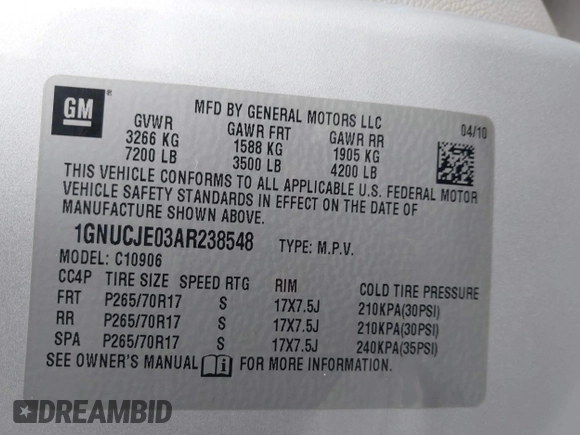 GM ®
MFD BY GENERAL MOTORS LLC
GVWR GAWR FRT GAWR RR 04/10
3266 KG 1588 KG 1905 KG
7200 LB 3500 LB 4200 LB
THIS VEHICLE CONFORMS TO ALL APPLICABLE U.S. FEDERAL MOTOR
VEHICLE SAFETY STANDARDS IN EFFECT ON THE DATE OF
MANUFACTURE SHOWN ABOVE.
1GNUCJE03AR238548 TYPE: M.P.V.
MODEL: C10906
CC4P TIRE SIZE SPEED RTG RIM COLD TIRE PRESSURE
FRT P265/70R17 S 17X7.5J 210KPA(30PSI)
RR P265/70R17 S 17X7.5J 210KPA(30PSI)
SPA P265/70R17 S 17X7.5J 240KPA(35PSI)
SEE OWNER'S MANUAL i FOR MORE INFORMATION.
DREAMBID